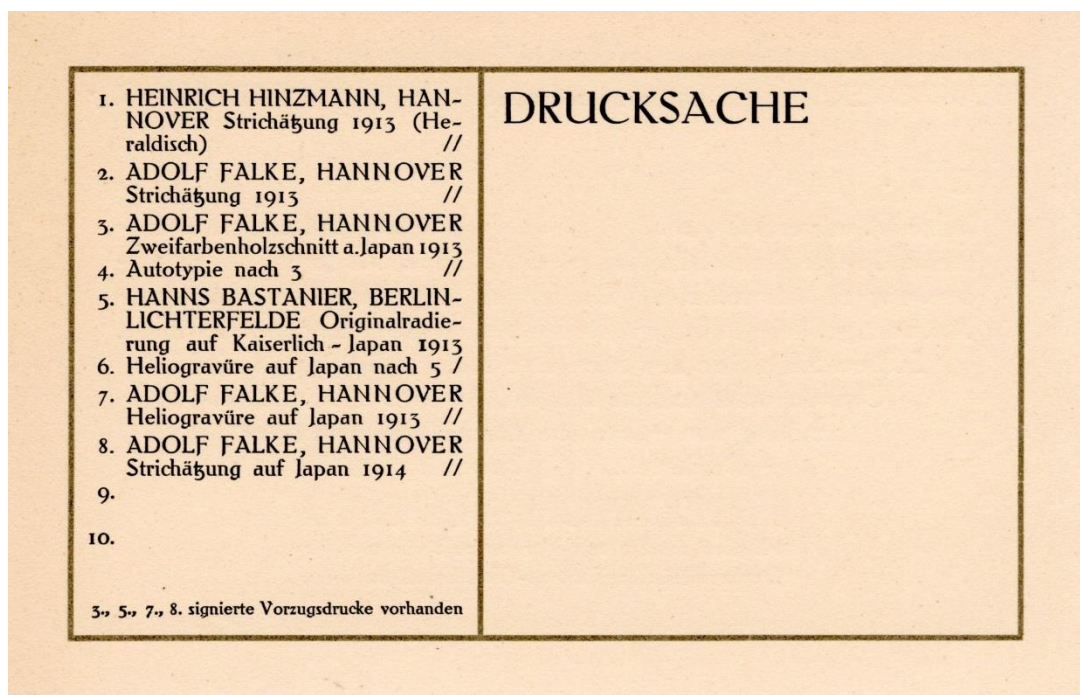 1. HEINRICH HINZMANN, HAN-
NOVER Strichätzung 1913 (He-
raldisch) //
2. ADOLF FALKE, HANNOVER
Strichätzung 1913 //
3. ADOLF FALKE, HANNOVER
Zweifarbenholzschnitt a. Japan 1913
4. Autotypie nach 3 //
5. HANNS BASTANIER, BERLIN-
LICHTERFELDE Originalradie-
rung auf Kaiserlich - Japan 1913
6. Heliogravüre auf Japan nach 5 /
7. ADOLF FALKE, HANNOVER
Heliogravüre auf Japan 1913 //
8. ADOLF FALKE, HANNOVER
Strichätzung auf Japan 1914 //
9.
10.
3., 5., 7., 8. signierte Vorzugsdrucke vorhanden
DRUCKSACHE